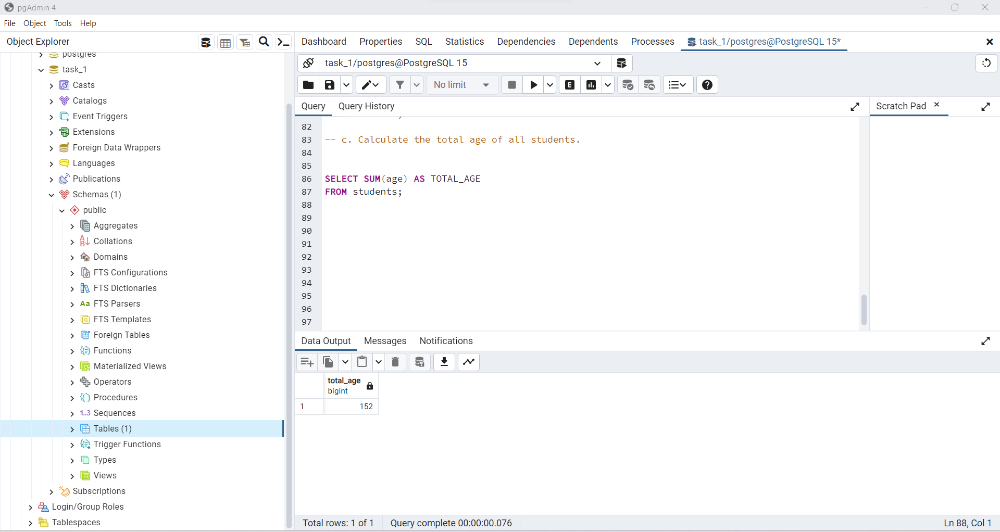 pgAdmin 4
File Object Tools Help
Object Explorer
Dashboard Properties SQL Statistics Dependencies Dependents Processes task_1/postgres@PostgreSQL 15*
postgres
task_1
Casts
Catalogs
Event Triggers
Extensions
Foreign Data Wrappers
Languages
Publications
Schemas (1)
public
Aggregates
Collations
Domains
FTS Configurations
FTS Dictionaries
Aa FTS Parsers
FTS Templates
Foreign Tables
Functions
Materialized Views
Operators
Procedures
1..3 Sequences
Tables (1)
Trigger Functions
Types
Views
Subscriptions
Login/Group Roles
Tablespaces
task_1/postgres@PostgreSQL 15
No limit
E
Query Query History
Scratch Pad
82
83 -- c. Calculate the total age of all students.
84
85
86 SELECT SUM(age) AS TOTAL_AGE
87 FROM students;
88
89
90
91
92
93
94
95
96
97
Data Output Messages Notifications
total_age
bigint
1 152
Total rows: 1 of 1 Query complete 00:00:00.076 Ln 88, Col 1